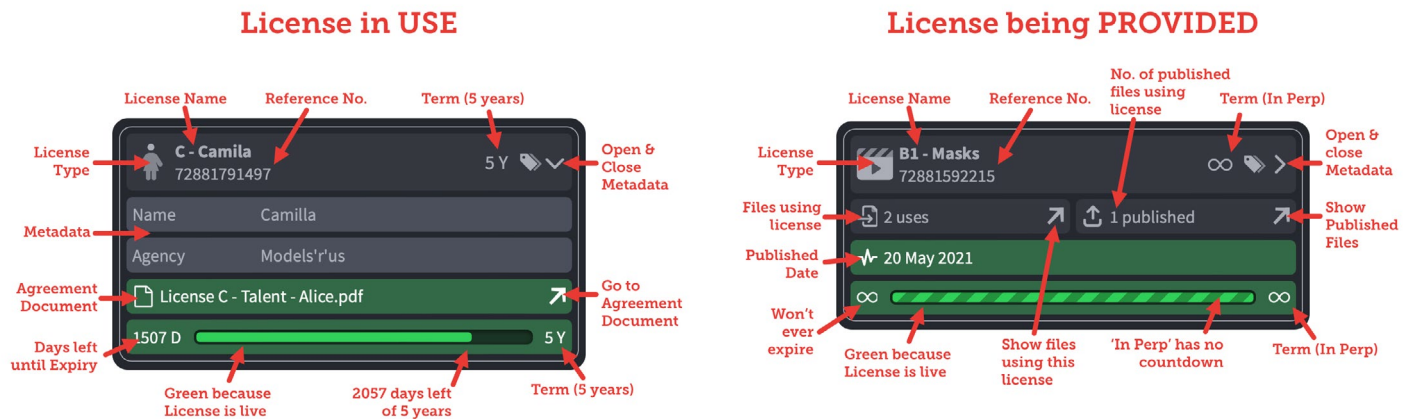 License in USE
License Name
Reference No.
Term (5 years)
License
Type
C - Camila
72881791497
5 Y
Open &
Close
Metadata
Metadata
Name Camilla
Agency Models'r'us
Agreement
Document
License C - Talent - Alice.pdf
Go to
Agreement
Document
Days left
until Expiry
1507 D
5 Y
Green because
License is live
2057 days left
of 5 years
Term (5 years)
License being PROVIDED
License Name
Reference No.
No. of published
files using
license
Term (In Perp)
License
Type
B1 - Masks
72881592215
∞
Open &
close
Metadata
Files using
license
2 uses
1 published
Show
Published
Files
Published
Date
20 May 2021
∞
∞
Won't
ever
expire
Green because
License is live
Show files
using this
license
'In Perp' has no
countdown
Term (In Perp)